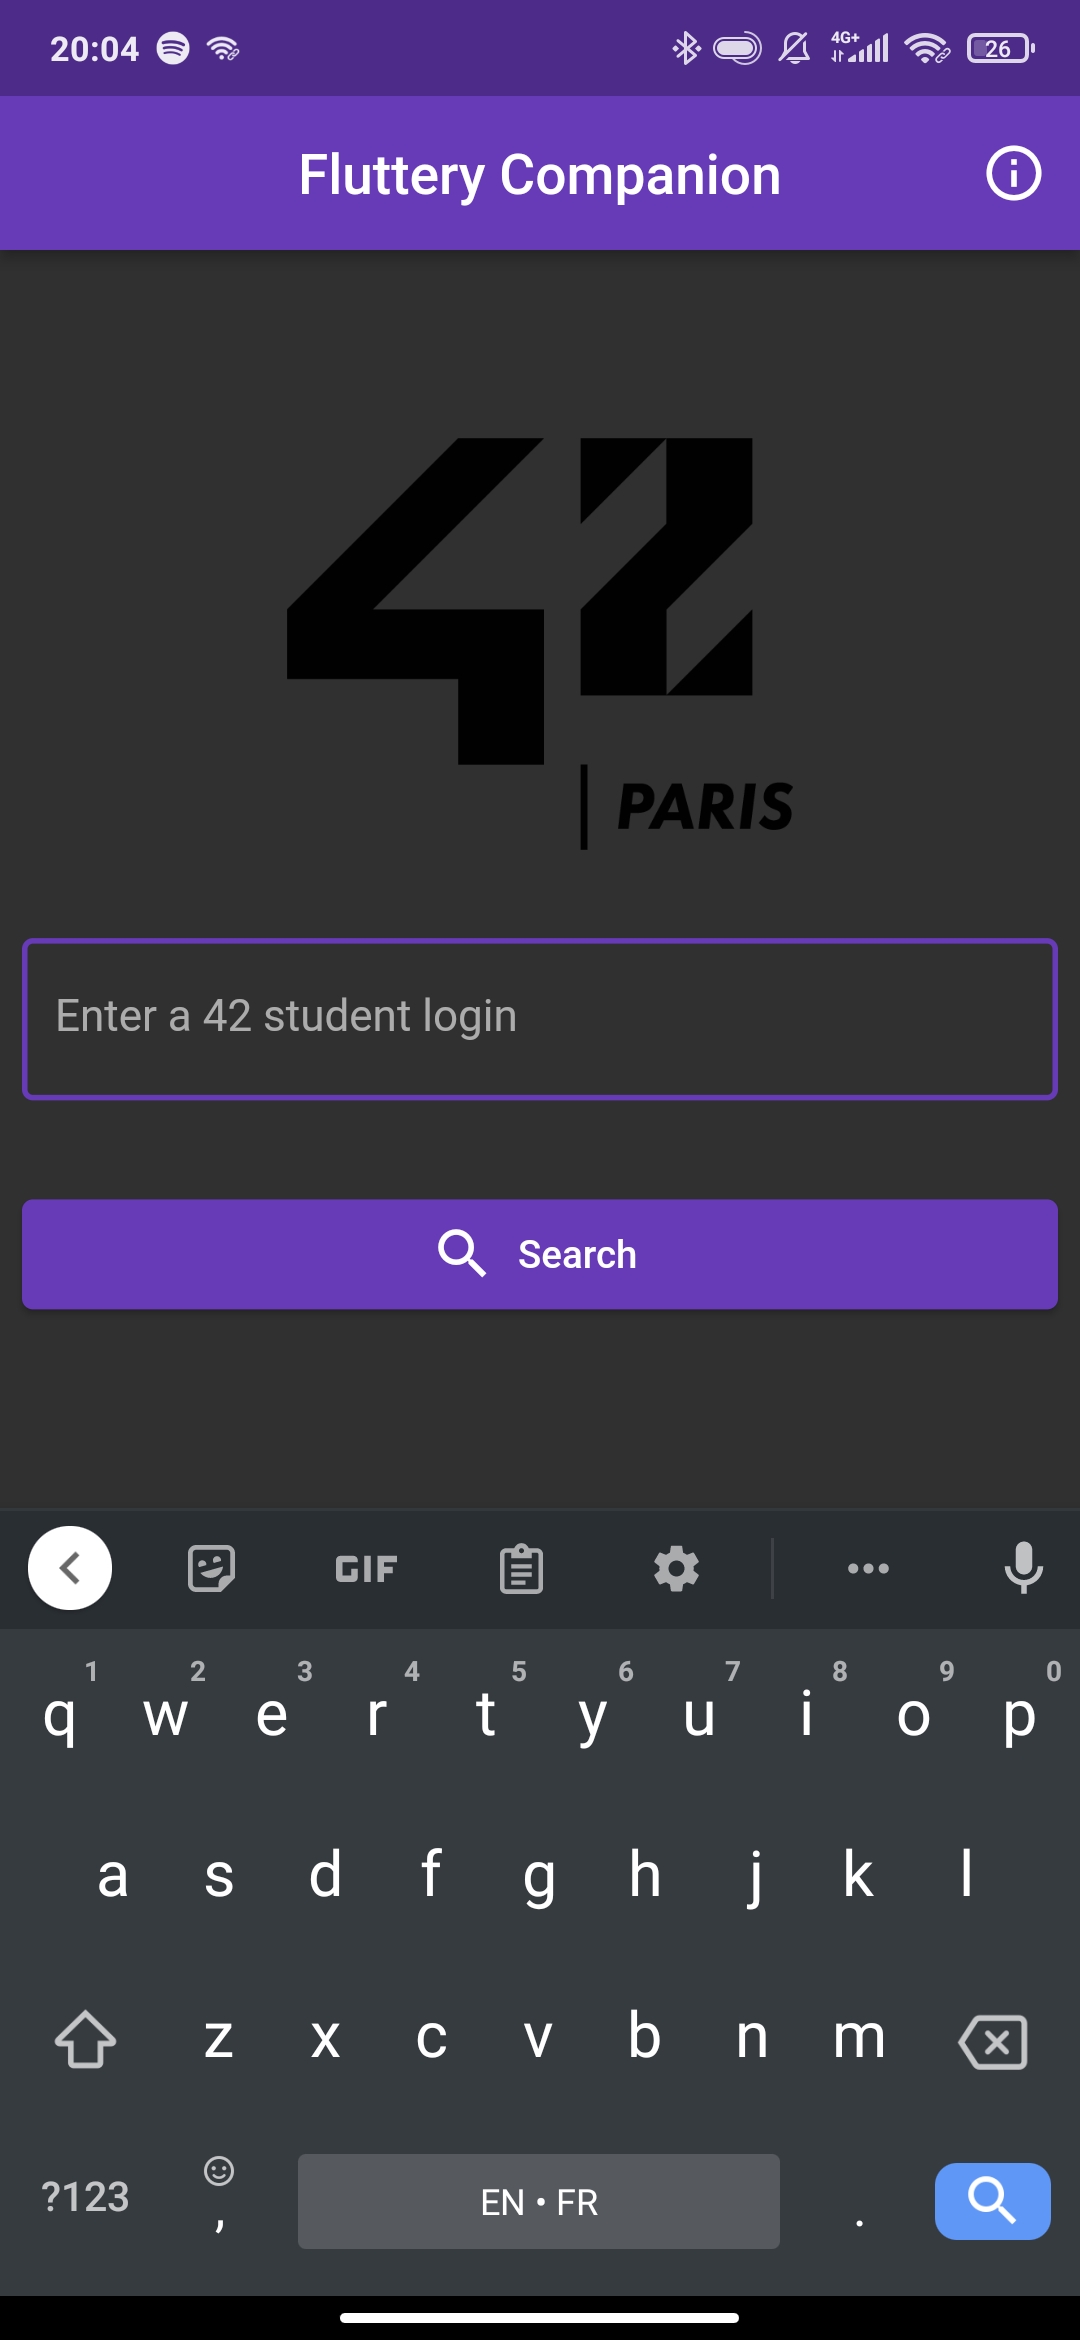 20:04 4G+ 26
Fluttery Companion
42
PARIS
Enter a 42 student login
Search
GIF
1 2 3 4 5 6 7 8 9 0
q w e r t y u i o p
a s d f g h j k l
z x c v b n m
?123 , EN • FR .